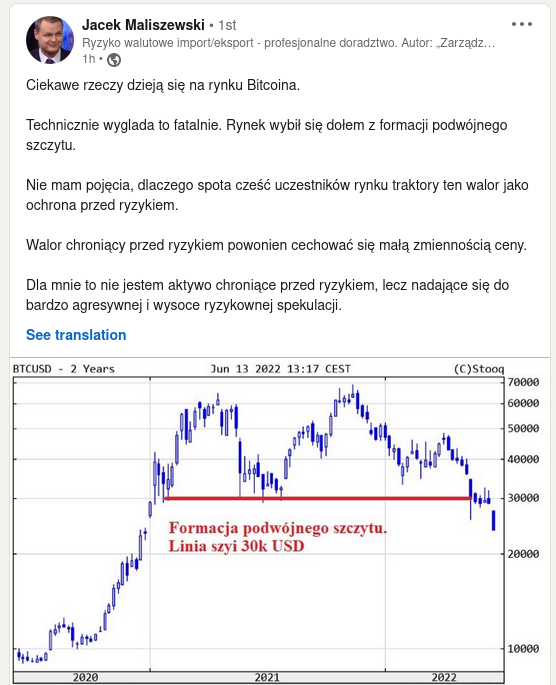 Jacek Maliszewski • 1st
Ryzyko walutowe import/eksport - profesjonalne doradztwo. Autor: „Zarządz…
1h •
Ciekawe rzeczy dzieją się na rynku Bitcoina.
Technicznie wyglada to fatalnie. Rynek wybił się dołem z formacji podwójnego
szczytu.
Nie mam pojęcia, dlaczego spota cześć uczestników rynku traktory ten walor jako
ochrona przed ryzykiem.
Walor chroniący przed ryzykiem powonien cechować się małą zmiennością ceny.
Dla mnie to nie jestem aktywo chroniące przed ryzykiem, lecz nadające się do
bardzo agresywnej i wysoce ryzykownej spekulacji.
See translation
BTCUSD - 2 Years Jun 13 2022 13:17 CEST (C)Stooq
70000
60000
50000
40000
30000
Formacja podwójnego szczytu.
Linia szyi 30k USD
20000
10000
2020 2021 2022